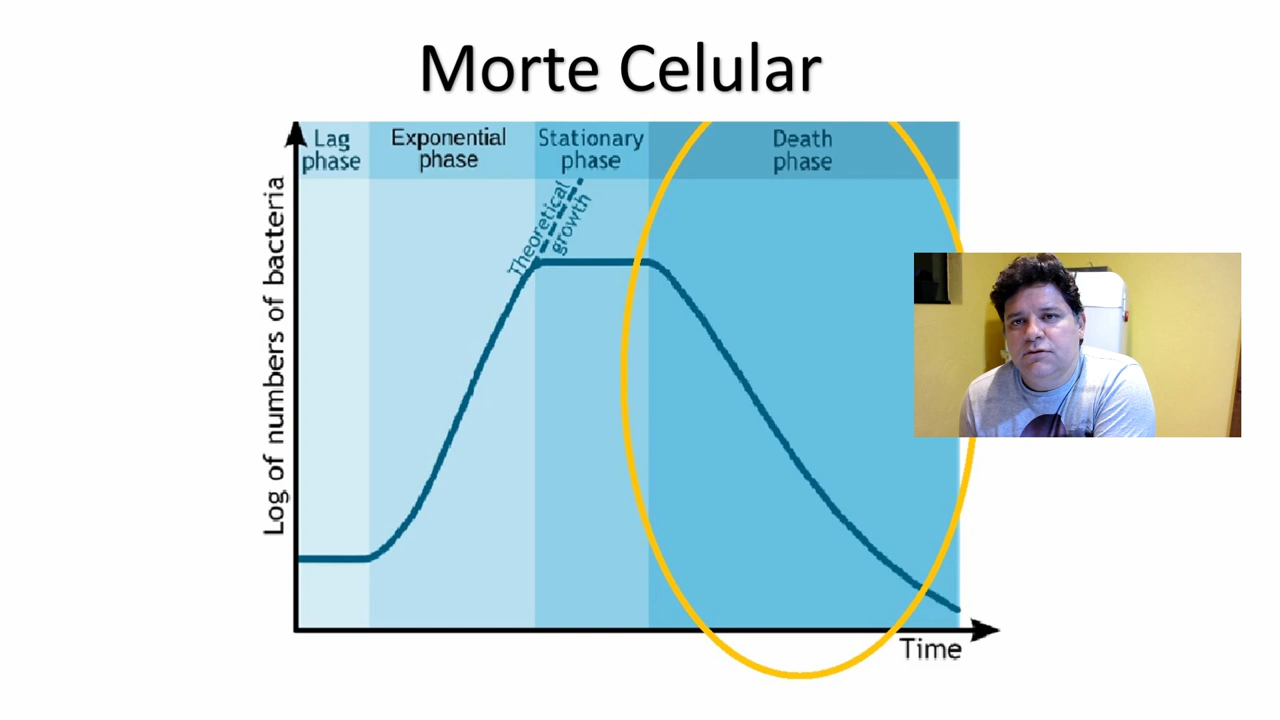 Morte Celular
Lag
phase
Exponential
phase
Stationary
phase
Death
phase
Theoretical
growth
Log of numbers of bacteria
Time